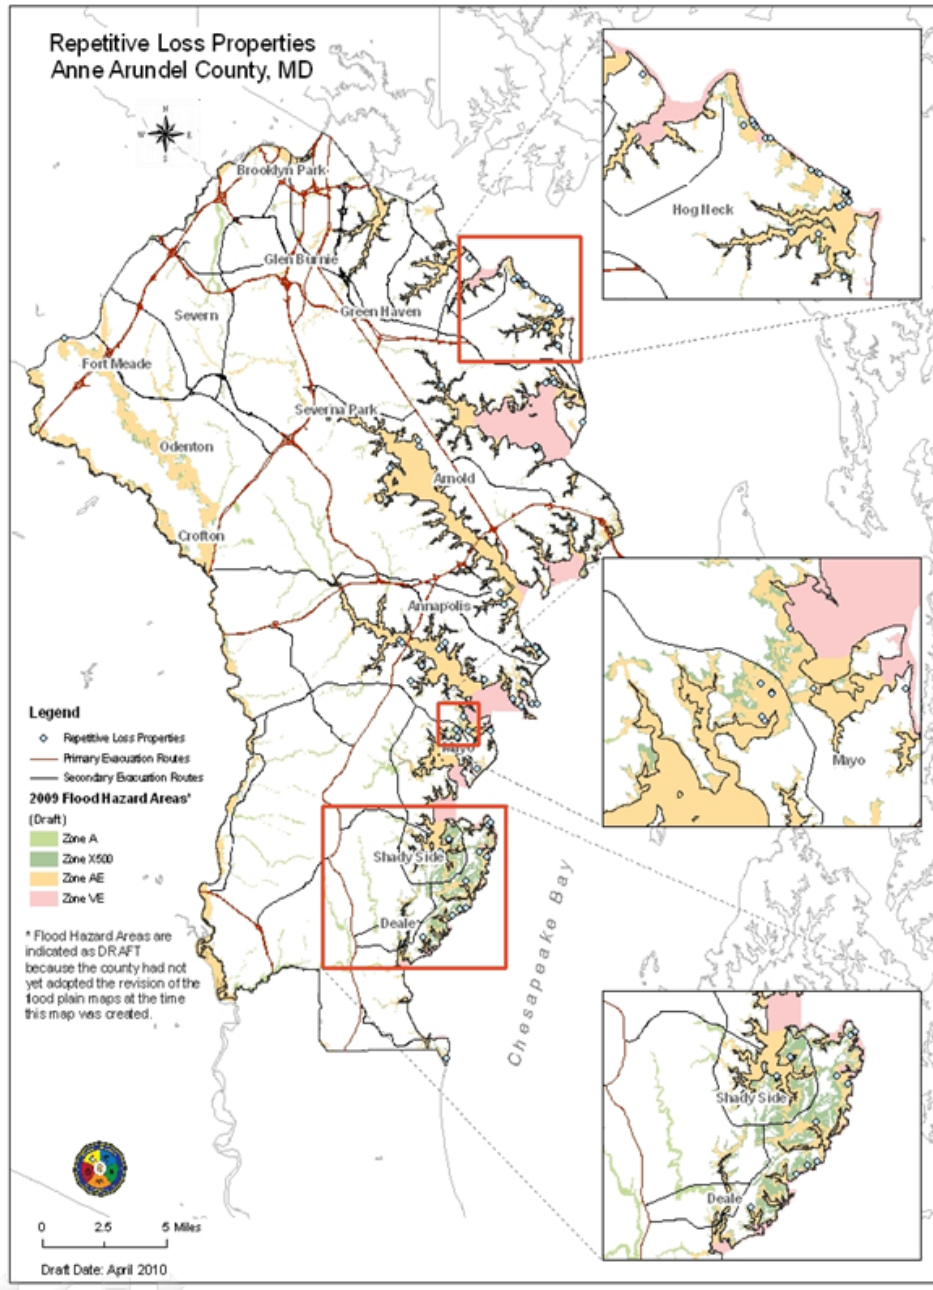 Repetitive Loss Properties
Anne Arundel County, MD
N
W
E
S
Brooklyn Park
Hog Neck
Glen Burnie
Severn
Green Haven
Fort Meade
Severna Park
Odenton
Arnold
Crofton
Annapolis
Mayo
Mayo
Legend
Repetitive Loss Properties
Primary Evacuation Routes
Secondary Evacuation Routes
2009 Flood Hazard Areas*
(Draft)
Zone A
Zone X500
Zone AE
Zone VE
Shady Side
Deale
* Flood Hazard Areas are
indicated as DRAFT
because the county had not
yet adopted the revision of the
flood plain maps at the time
this map was created.
Chesapeake Bay
Shady Side
Deale
0 2.5 5 Miles
Draft Date: April 2010